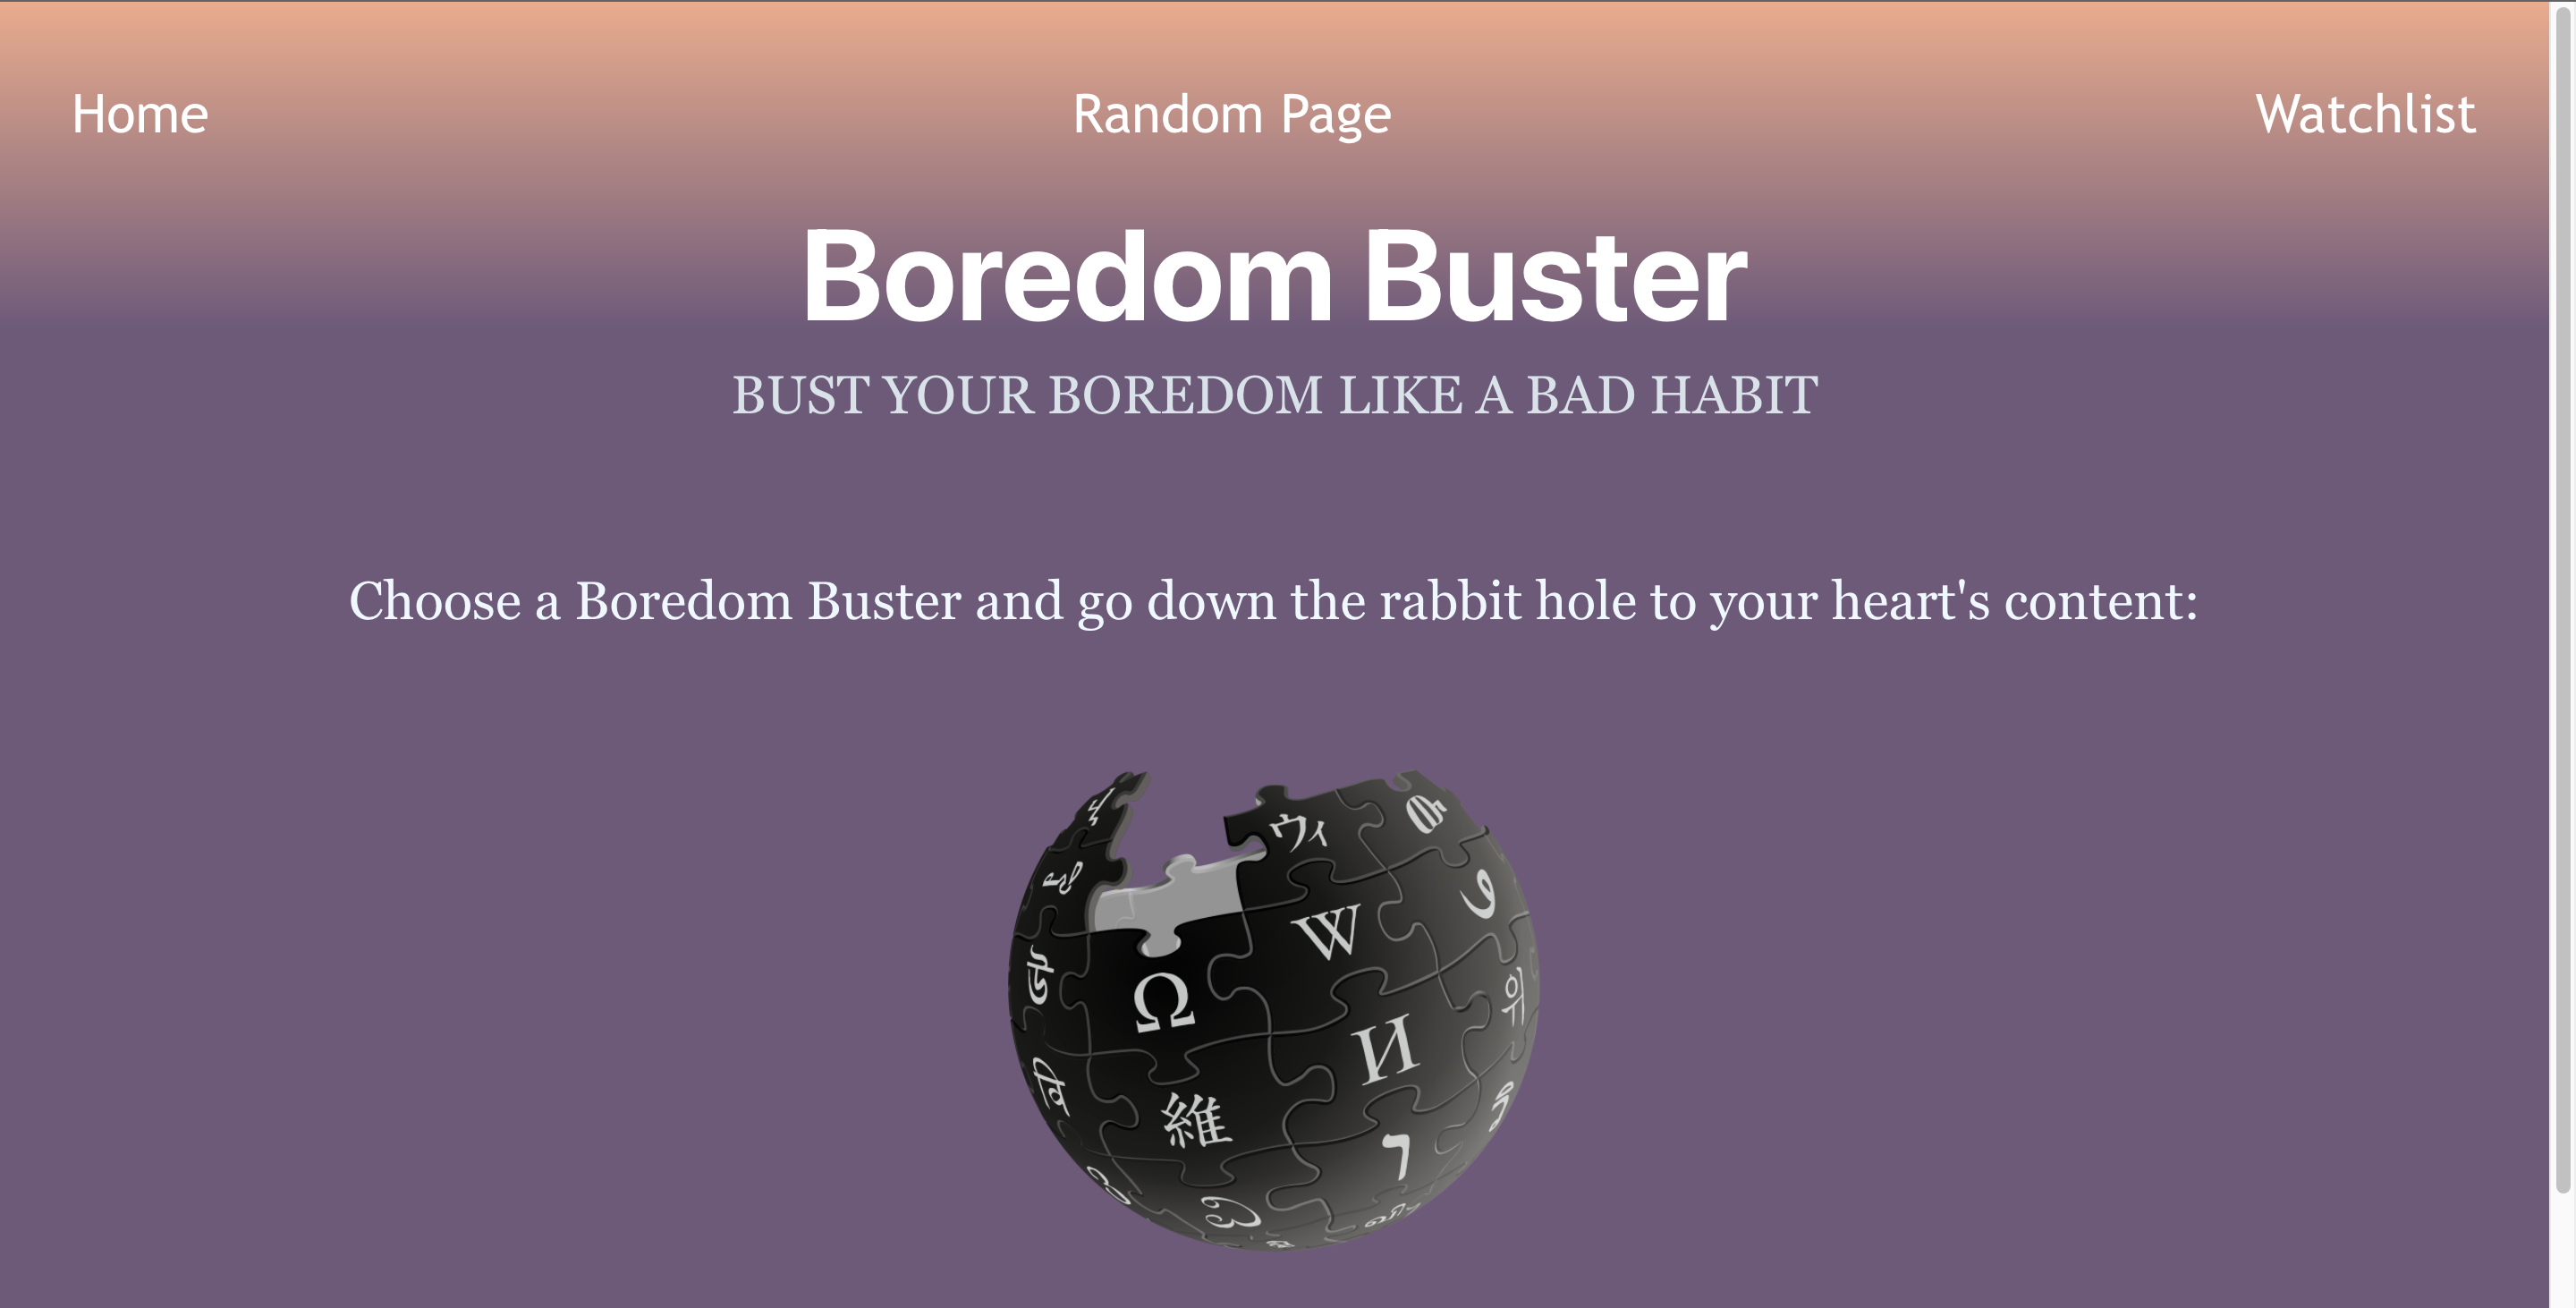 Home
Random Page
Watchlist
Boredom Buster
BUST YOUR BOREDOM LIKE A BAD HABIT
Choose a Boredom Buster and go down the rabbit hole to your heart's content:
ウィ
W
Ω
И
維
ו